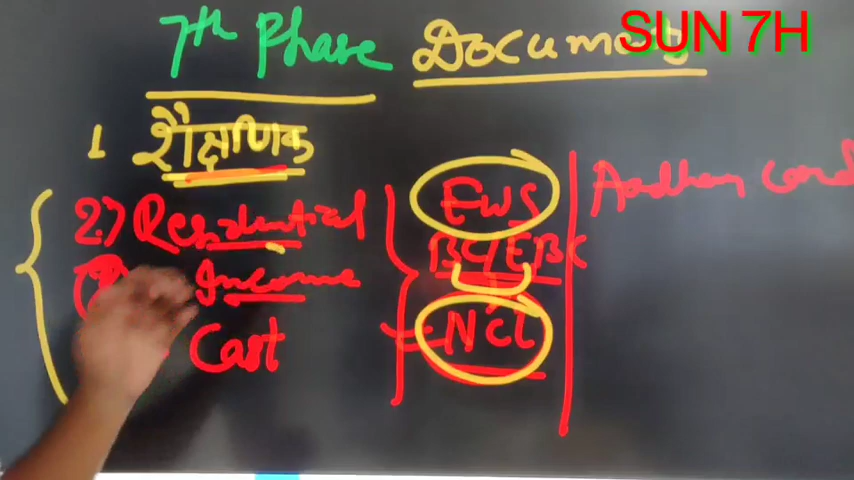 7th Phase Documents
SUN 7H
1 शैक्षणिक
2.) Residential
Income
Cast
EWS
BC/EBC
NCL
Aadhar Card